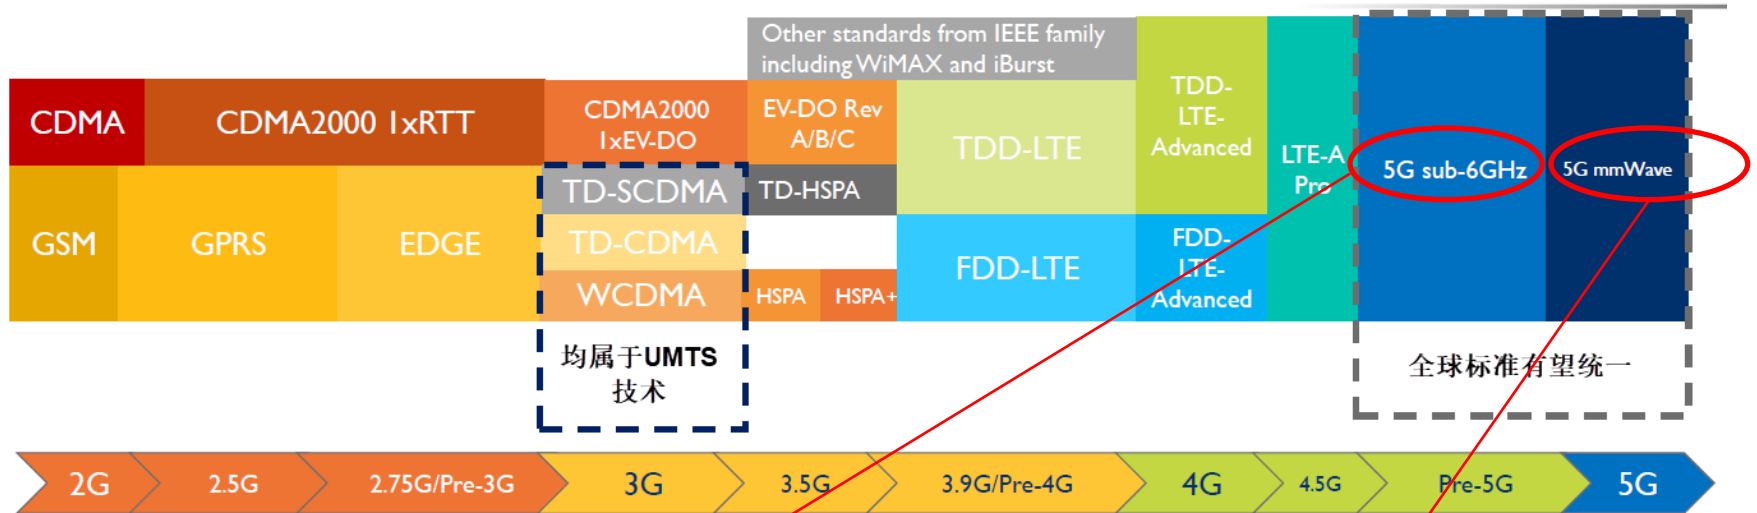 Other standards from IEEE family
including WiMAX and iBurst
CDMA
CDMA2000 1xRTT
CDMA2000
1xEV-DO
EV-DO Rev
A/B/C
TDD-LTE
TDD-
LTE-
Advanced
LTE-A
Pro
5G sub-6GHz
5G mmWave
TD-SCDMA
TD-HSPA
GSM
GPRS
EDGE
TD-CDMA
FDD-LTE
FDD-
LTE-
Advanced
WCDMA
HSPA
HSPA+
均属于UMTS
技术
全球标准有望统一
2G
2.5G
2.75G/Pre-3G
3G
3.5G
3.9G/Pre-4G
4G
4.5G
Pre-5G
5G